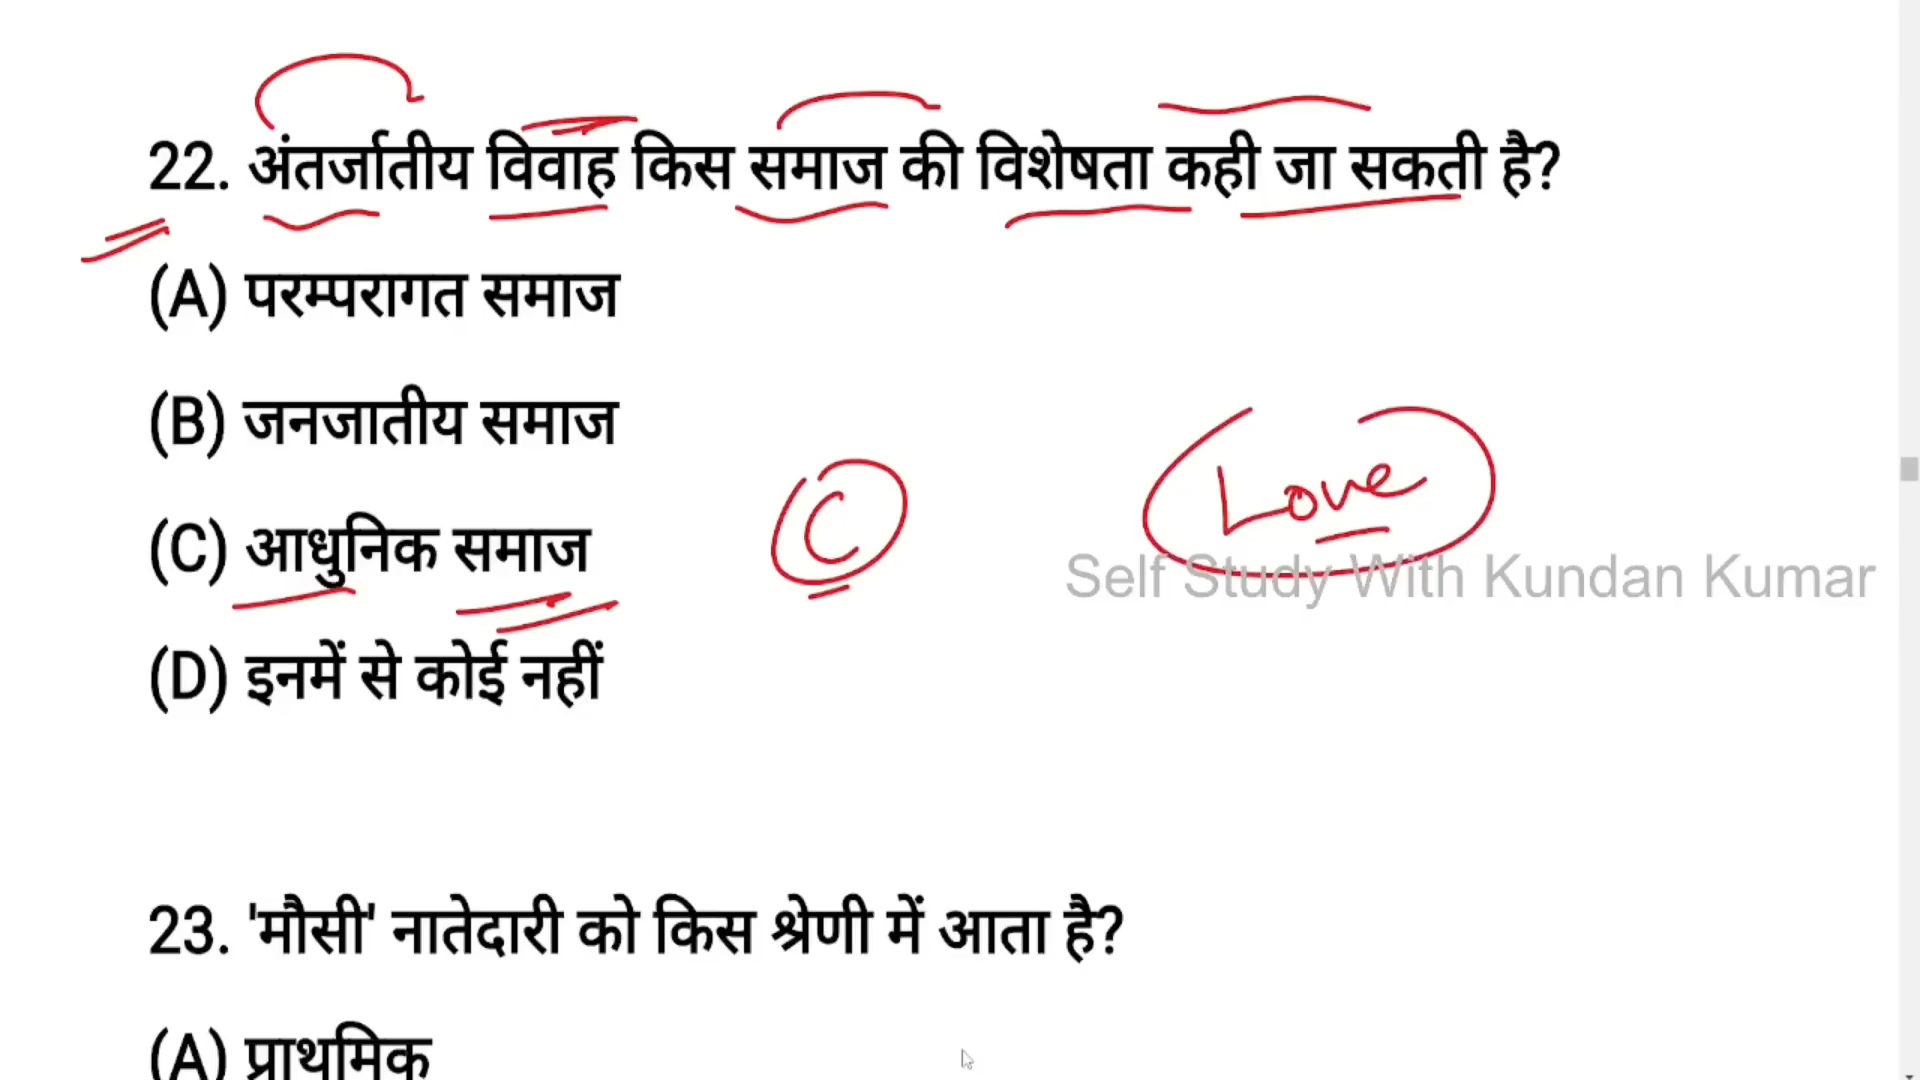 22. अंतर्जातीय विवाह किस समाज की विशेषता कही जा सकती है?
(A) परम्परागत समाज
(B) जनजातीय समाज
(C) आधुनिक समाज
C
Love
Self Study With Kundan Kumar
(D) इनमें से कोई नहीं
23. 'मौसी' नातेदारी को किस श्रेणी में आता है?
(A) प्राथमिक